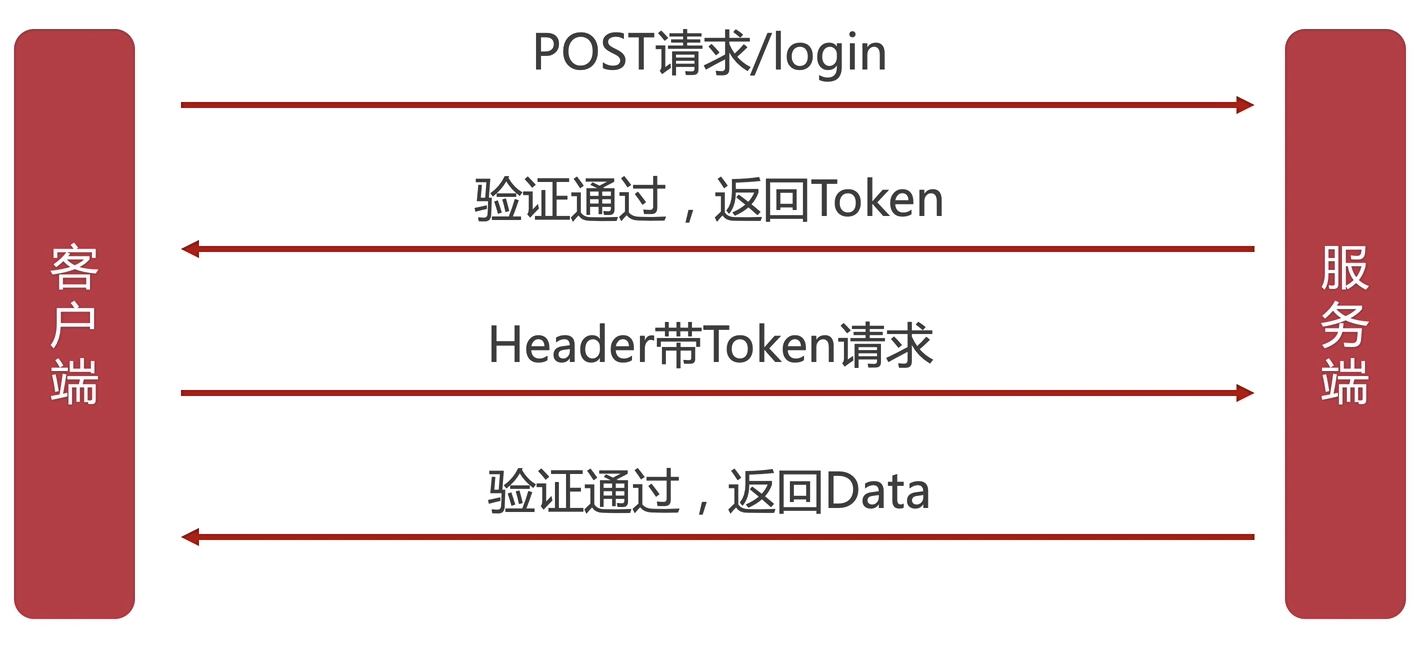 POST请求/login
验证通过，返回Token
客户端
服务端
Header带Token请求
验证通过，返回Data